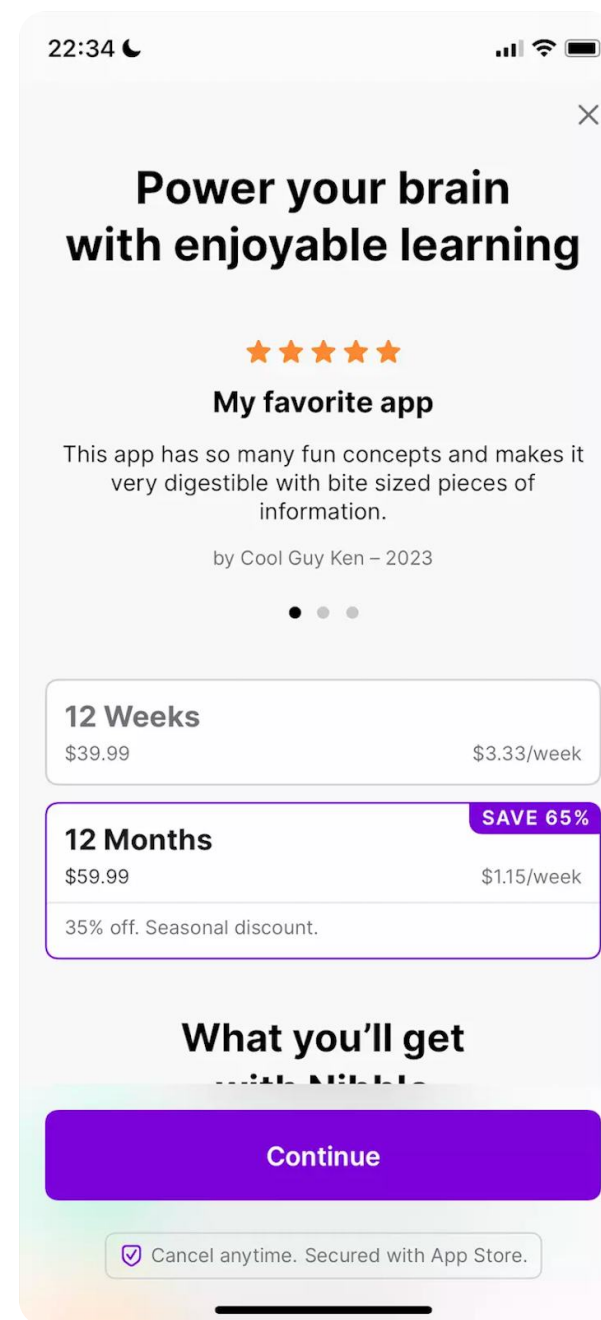 22:34
Power your brain
with enjoyable learning
My favorite app
This app has so many fun concepts and makes it
very digestible with bite sized pieces of
information.
by Cool Guy Ken – 2023
12 Weeks
$39.99 $3.33/week
SAVE 65%
12 Months
$59.99 $1.15/week
35% off. Seasonal discount.
What you’ll get
with
Continue
Cancel anytime. Secured with App Store.